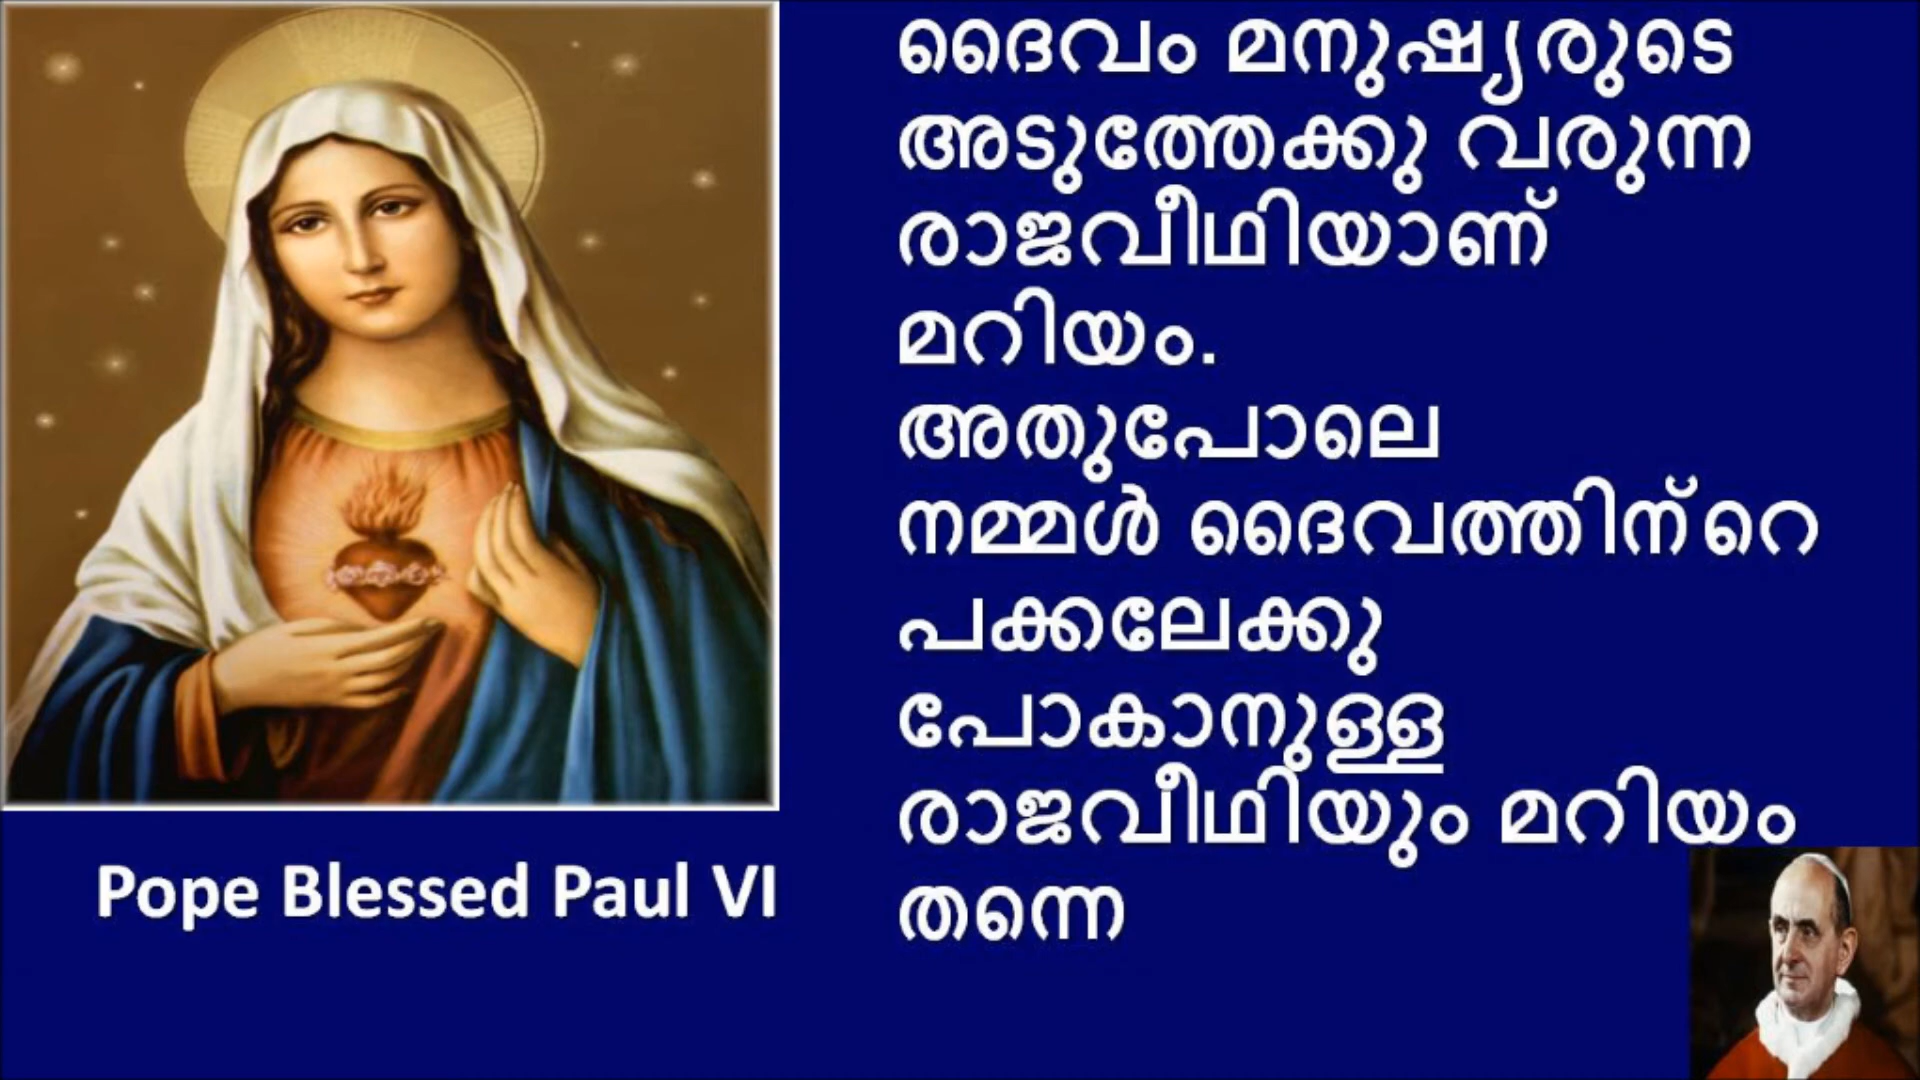 ദൈവം മനുഷ്യരുടെ
അടുത്തേക്കു വരുന്ന
രാജവീഥിയാണ്
മറിയം.
അതുപോലെ
നമ്മൾ ദൈവത്തിന്റെ
പക്കലേക്കു
പോകാനുള്ള
രാജവീഥിയും മറിയം
തന്നെ
Pope Blessed Paul VI